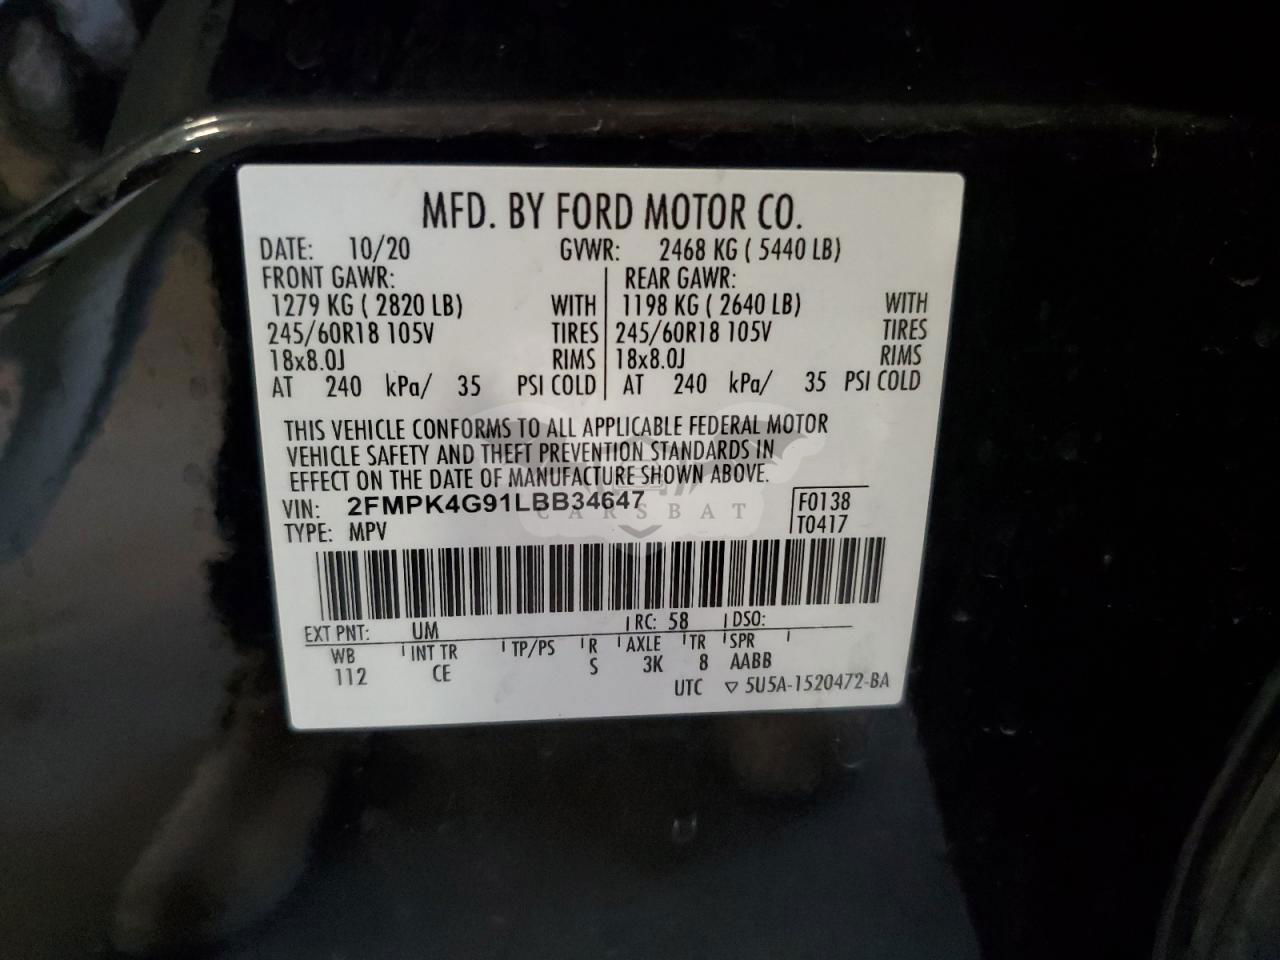 MFD. BY FORD MOTOR CO.
DATE: 10/20 GVWR: 2468 KG ( 5440 LB)
FRONT GAWR: REAR GAWR:
1279 KG ( 2820 LB) WITH 1198 KG ( 2640 LB) WITH
245/60R18 105V TIRES 245/60R18 105V TIRES
18x8.0J RIMS 18x8.0J RIMS
AT 240 kPa/ 35 PSI COLD AT 240 kPa/ 35 PSI COLD
THIS VEHICLE CONFORMS TO ALL APPLICABLE FEDERAL MOTOR
VEHICLE SAFETY AND THEFT PREVENTION STANDARDS IN
EFFECT ON THE DATE OF MANUFACTURE SHOWN ABOVE.
VIN: 2FMPK4G91LBB34647 F0138
CARSBAT
TYPE: MPV T0417
EXT PNT: UM RC: 58 DSO:
WB INT TR TP/PS R AXLE TR SPR
112 CE S 3K 8 AABB
UTC ▽ 5U5A-1520472-BA